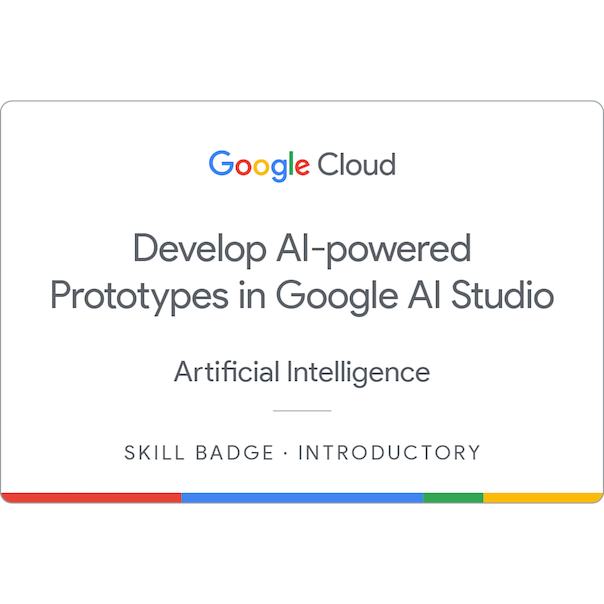 Google Cloud
Develop AI-powered
Prototypes in Google AI Studio
Artificial Intelligence
SKILL BADGE · INTRODUCTORY